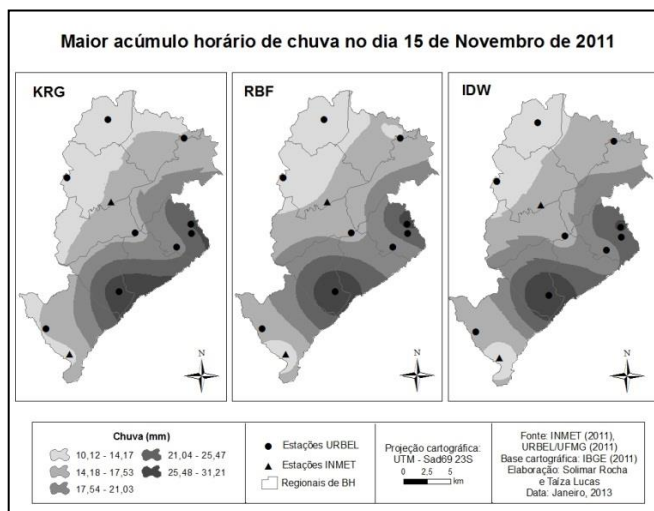 Maior acúmulo horário de chuva no dia 15 de Novembro de 2011
KRG
RBF
IDW
N
N
N
Chuva (mm)
10,12 - 14,17
14,18 - 17,53
17,54 - 21,03
21,04 - 25,47
25,48 - 31,21
Estações URBEL
Estações INMET
Regionais de BH
Projeção cartográfica:
UTM - Sad69 23S
0 2,5 5
km
Fonte: INMET (2011),
URBEL/UFMG (2011)
Base cartográfica: IBGE (2011)
Elaboração: Solimar Rocha
e Taíza Lucas
Data: Janeiro, 2013